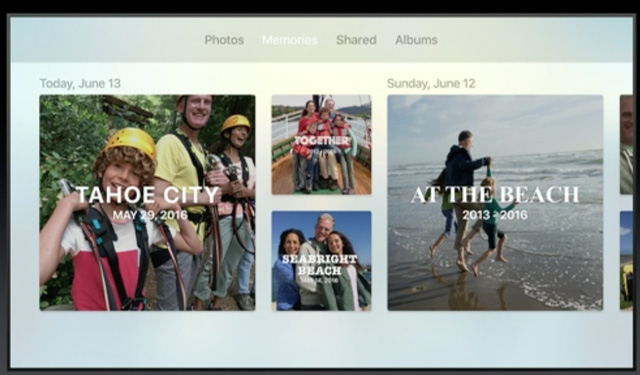 Photos Memories Shared Albums
Today, June 13
Sunday, June 12
TAHOE CITY
MAY 29, 2016
TOGETHER
AT THE BEACH
2013 - 2016
SEABRIGHT
BEACH